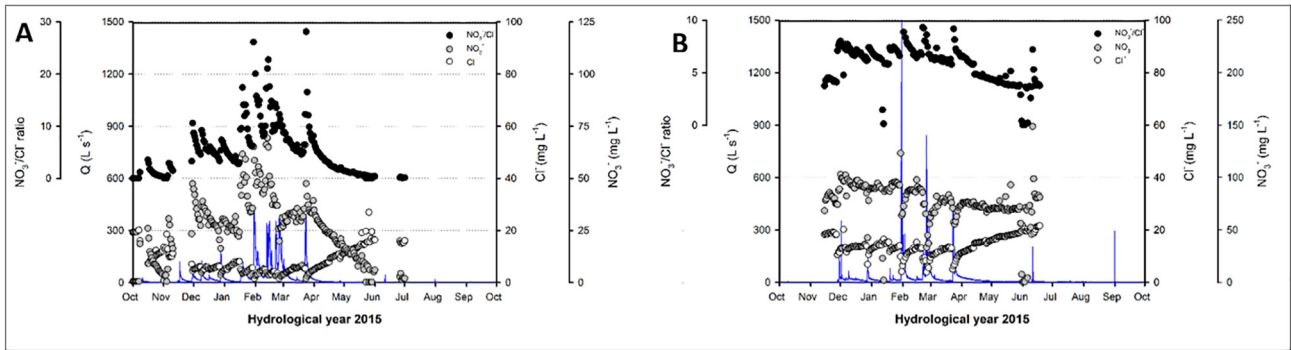 A
30
20
10
0
NO3-/Cl- ratio
1500
1200
900
600
300
0
Q (L s-1)
NO3-/Cl-
NO3-
Cl-
100
80
60
40
20
0
Cl- (mg L-1)
125
100
75
50
25
0
NO3- (mg L-1)
Oct Nov Dec Jan Feb Mar Apr May Jun Jul Aug Sep Oct
Hydrological year 2015
B
10
5
0
NO3-/Cl- ratio
1500
1200
900
600
300
0
Q (L s-1)
NO3-/Cl-
NO3
Cl-
100
80
60
40
20
0
Cl- (mg L-1)
250
200
150
100
50
0
NO3- (mg L-1)
Oct Nov Dec Jan Feb Mar Apr May Jun Jul Aug Sep Oct
Hydrological year 2015